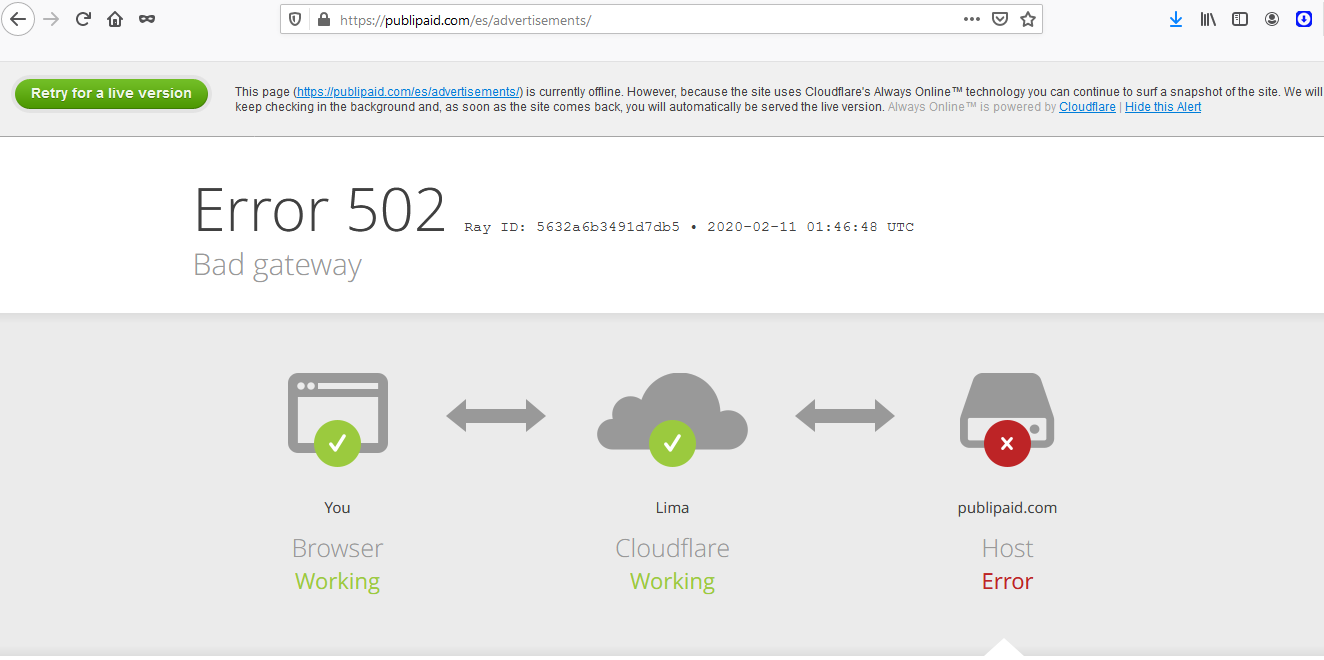 https://publipaid.com/es/advertisements/
Retry for a live version
This page (https://publipaid.com/es/advertisements/) is currently offline. However, because the site uses Cloudflare's Always Online™ technology you can continue to surf a snapshot of the site. We will
keep checking in the background and, as soon as the site comes back, you will automatically be served the live version. Always Online™ is powered by Cloudflare | Hide this Alert
Error 502 Ray ID: 5632a6b3491d7db5 • 2020-02-11 01:46:48 UTC
Bad gateway
You Lima publipaid.com
Browser Cloudflare Host
Working Working Error